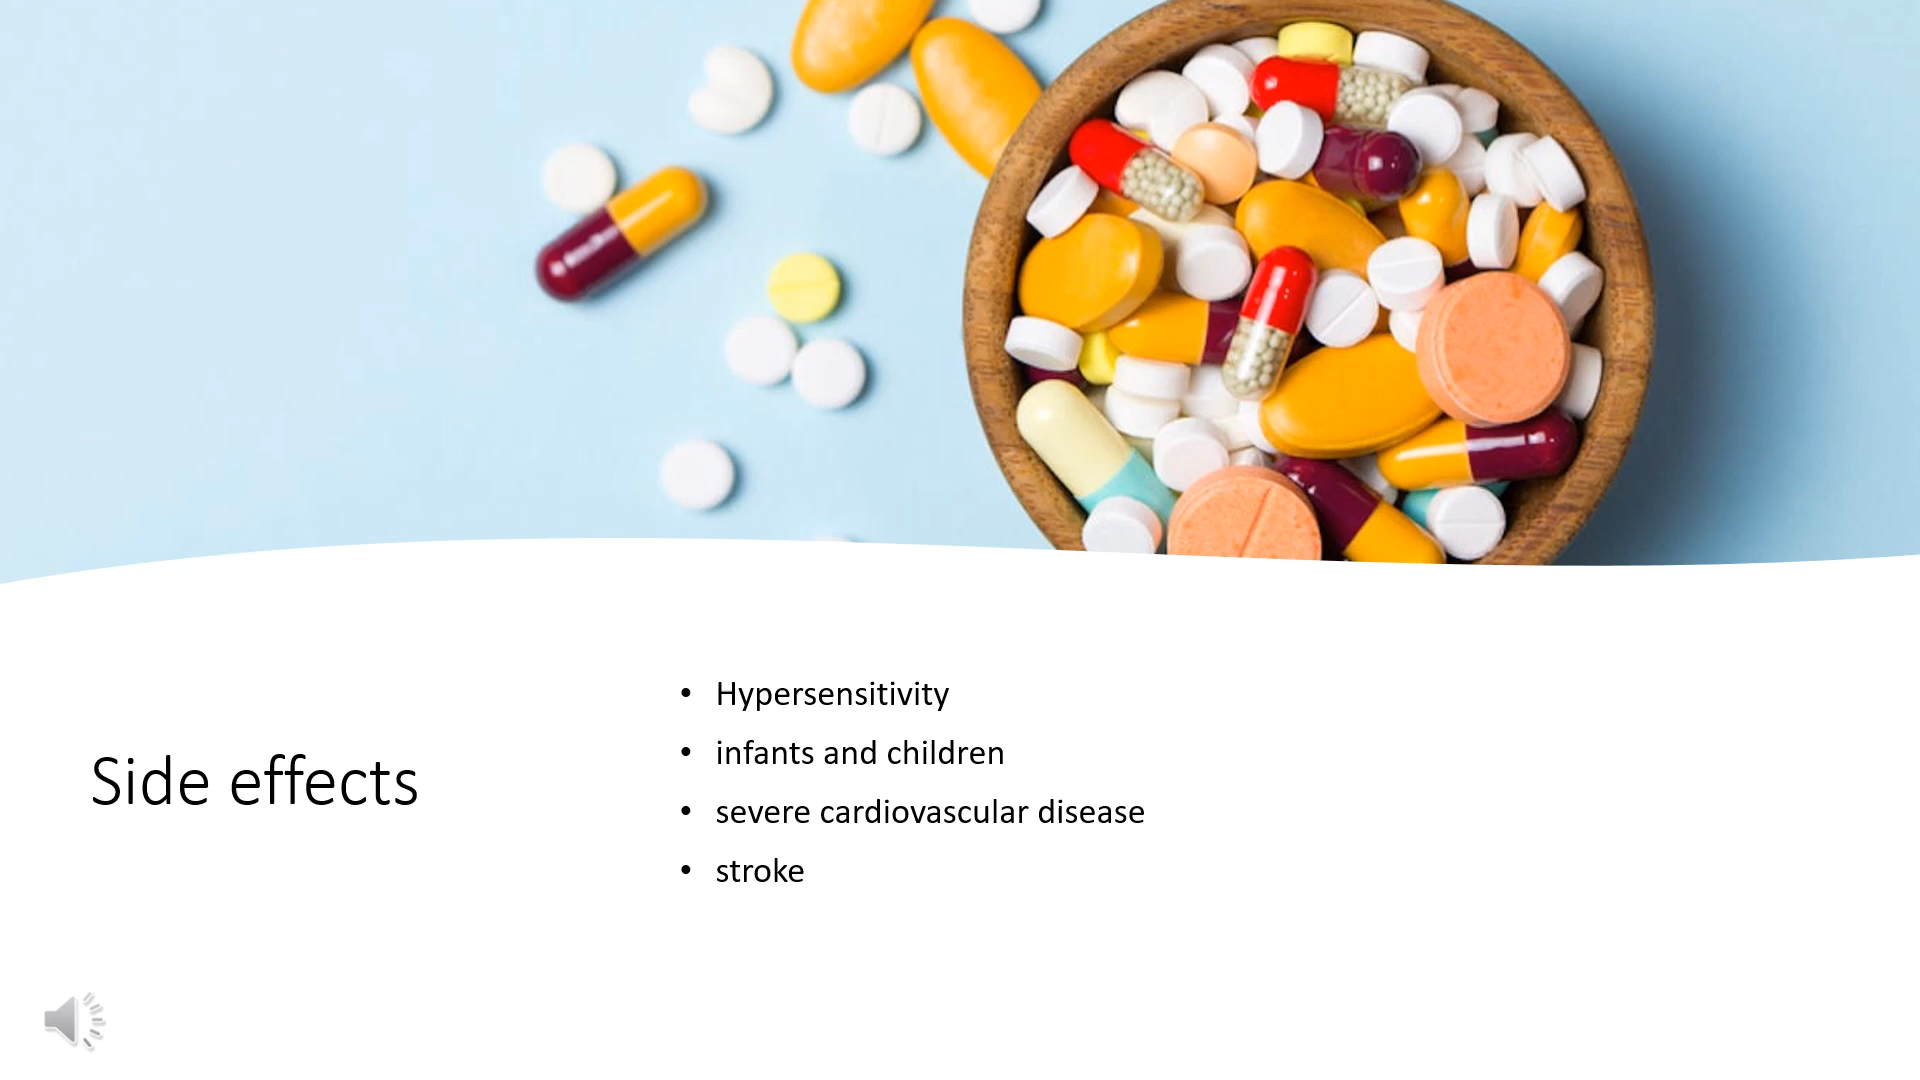 Side effects
• Hypersensitivity
• infants and children
• severe cardiovascular disease
• stroke